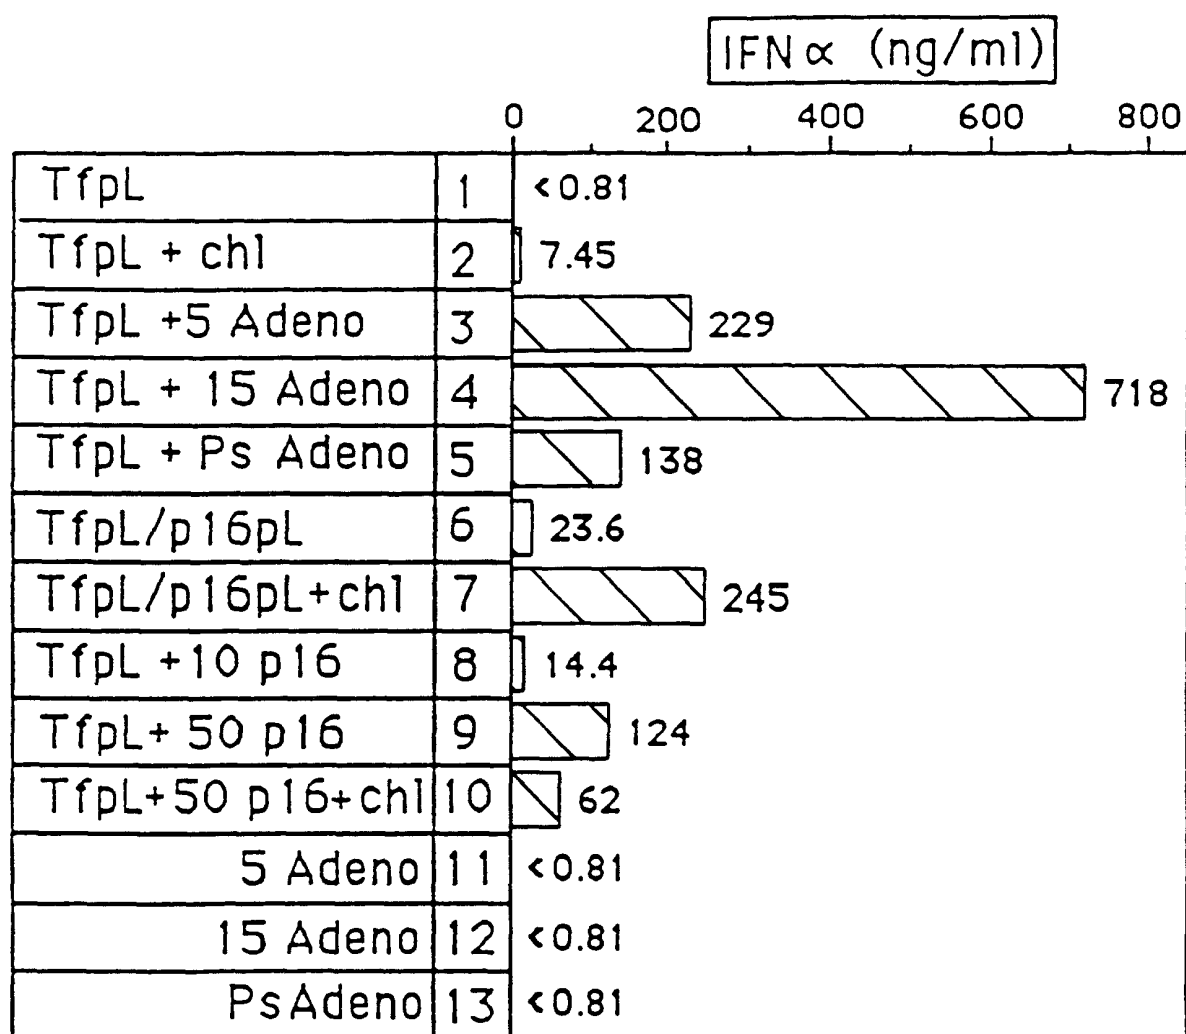 IFN ∝ (ng/ml)
0 200 400 600 800
TfpL 1 <0.81
TfpL + chl 2 7.45
TfpL +5 Adeno 3 229
TfpL + 15 Adeno 4 718
TfpL + Ps Adeno 5 138
TfpL/p16pL 6 23.6
TfpL/p16pL+chl 7 245
TfpL +10 p16 8 14.4
TfpL+ 50 p16 9 124
TfpL+50 p16+chl 10 62
5 Adeno 11 <0.81
15 Adeno 12 <0.81
Ps Adeno 13 <0.81